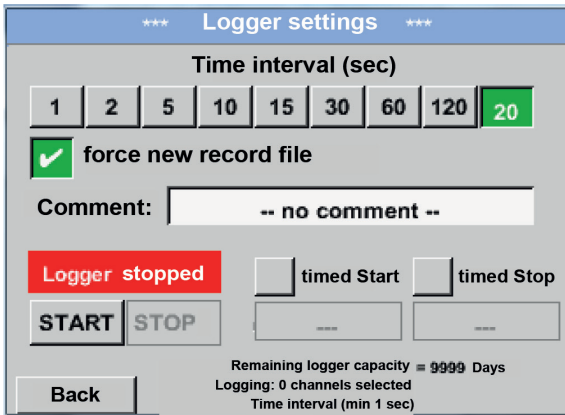 *** Logger settings ***
Time interval (sec)
1 2 5 10 15 30 60 120 20
force new record file
Comment: -- no comment --
Logger stopped
timed Start timed Stop
START STOP --- ---
Remaining logger capacity = 9999 Days
Logging: 0 channels selected
Back
Time interval (min 1 sec)